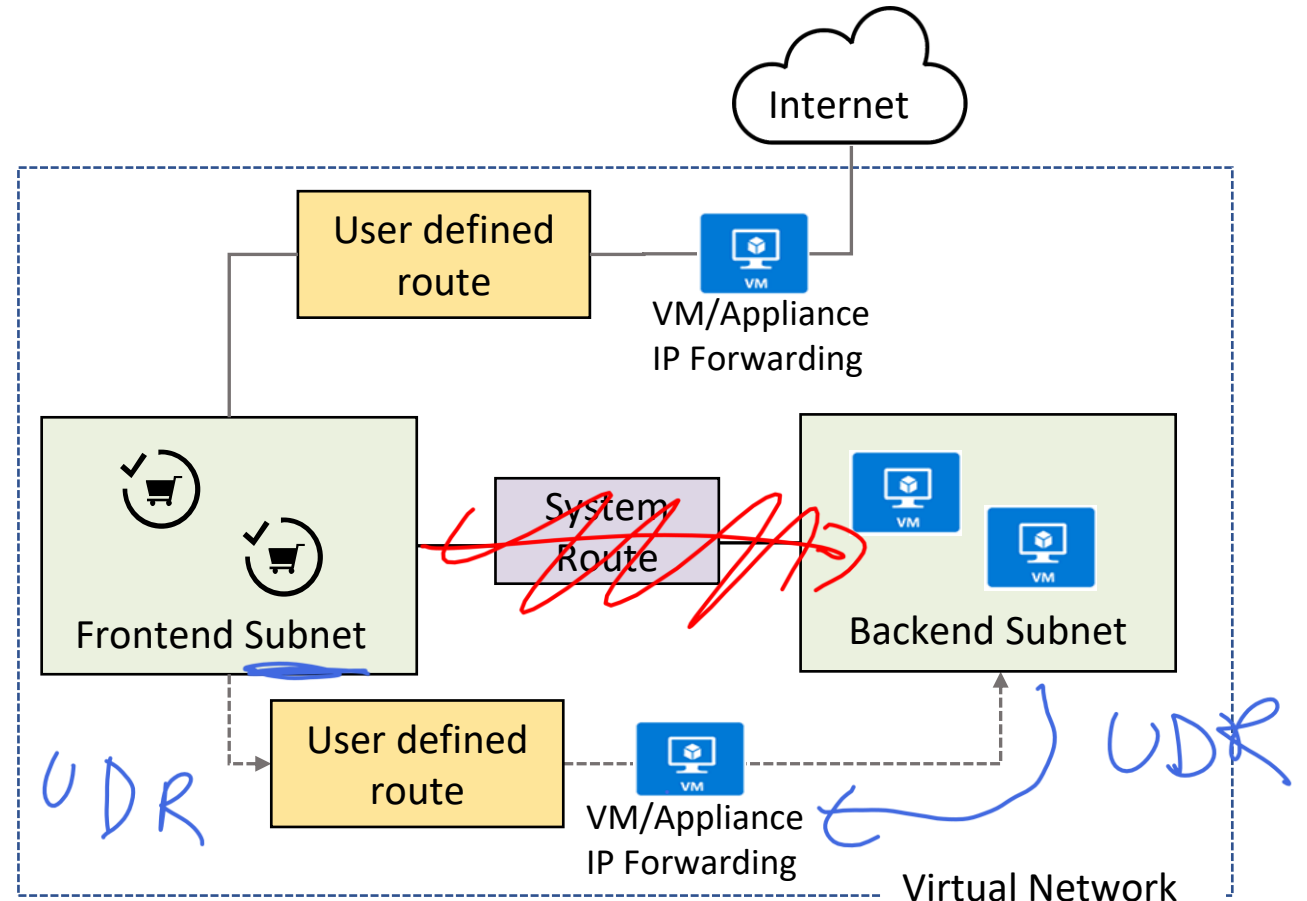 Internet
User defined
route
VM
VM/Appliance
IP Forwarding
System
Route
VM
VM
Frontend Subnet
Backend Subnet
User defined
route
VM
UDR
UDR
VM/Appliance
IP Forwarding
Virtual Network